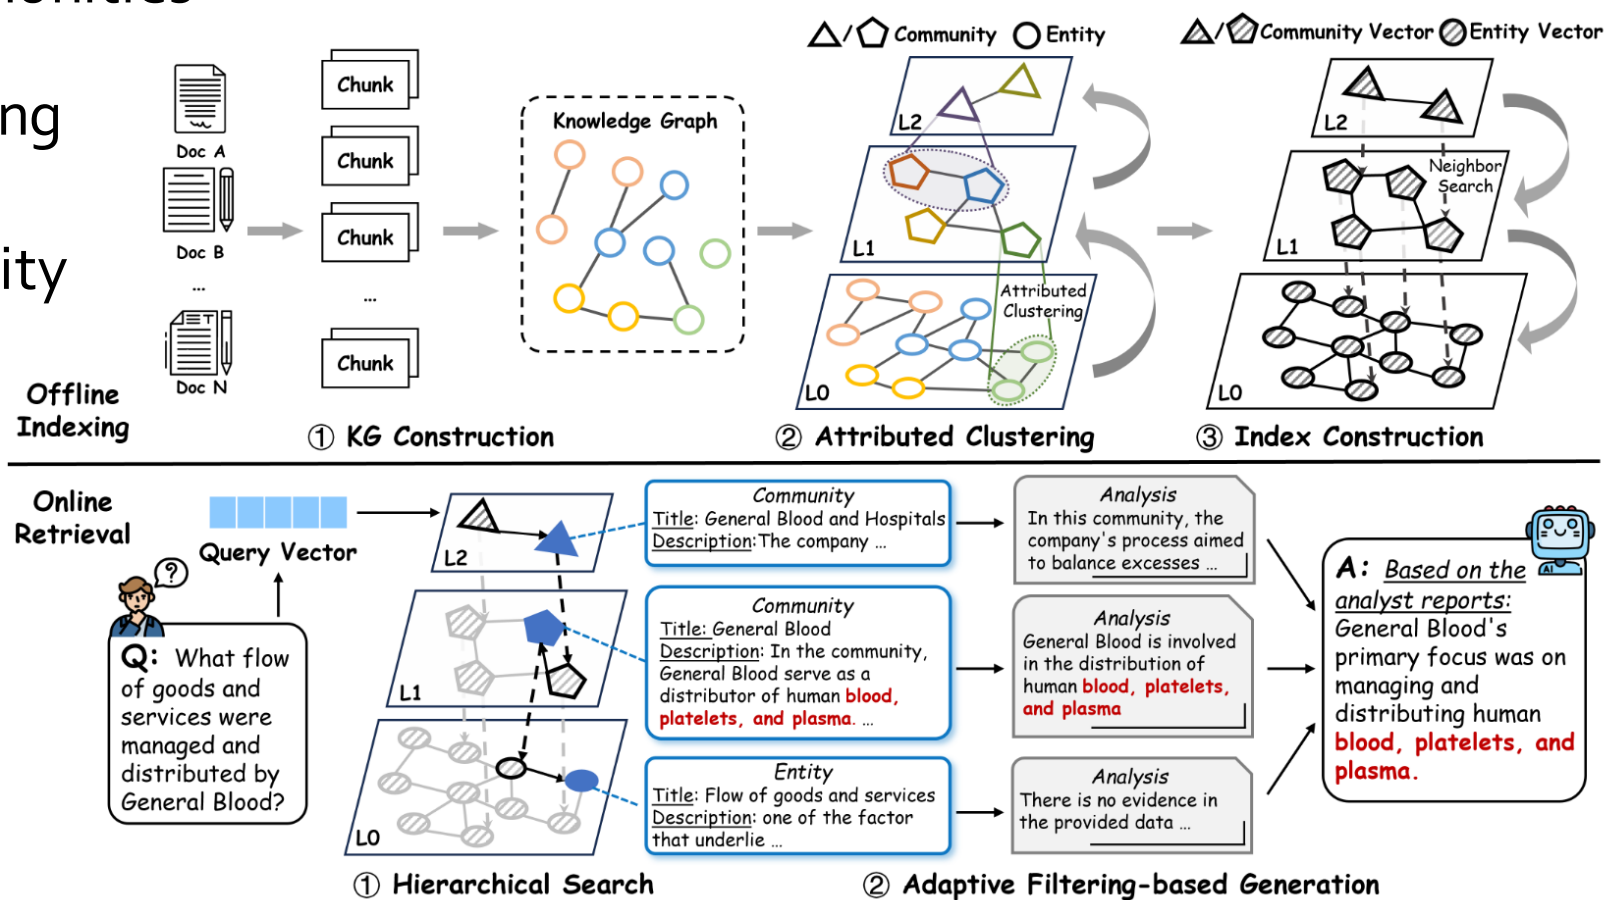 ng
ity
Doc A
Doc B
...
Doc N
Chunk
Chunk
Chunk
...
Chunk
Knowledge Graph
Offline
Indexing
① KG Construction
/ Community Entity
L2
L1
Attributed
Clustering
L0
② Attributed Clustering
/ Community Vector Entity Vector
L2
Neighbor
Search
L1
L0
③ Index Construction
Online
Retrieval
Query Vector
?
Q: What flow
of goods and
services were
managed and
distributed by
General Blood?
L2
L1
L0
① Hierarchical Search
Community
Title: General Blood and Hospitals
Description:The company ...
Community
Title: General Blood
Description: In the community,
General Blood serve as a
distributor of human blood,
platelets, and plasma. ...
Entity
Title: Flow of goods and services
Description: one of the factor
that underlie ...
Analysis
In this community, the
company's process aimed
to balance excesses ...
Analysis
General Blood is involved
in the distribution of
human blood, platelets,
and plasma
Analysis
There is no evidence in
the provided data ...
AI
A: Based on the
analyst reports:
General Blood's
primary focus was on
managing and
distributing human
blood, platelets, and
plasma.
② Adaptive Filtering-based Generation